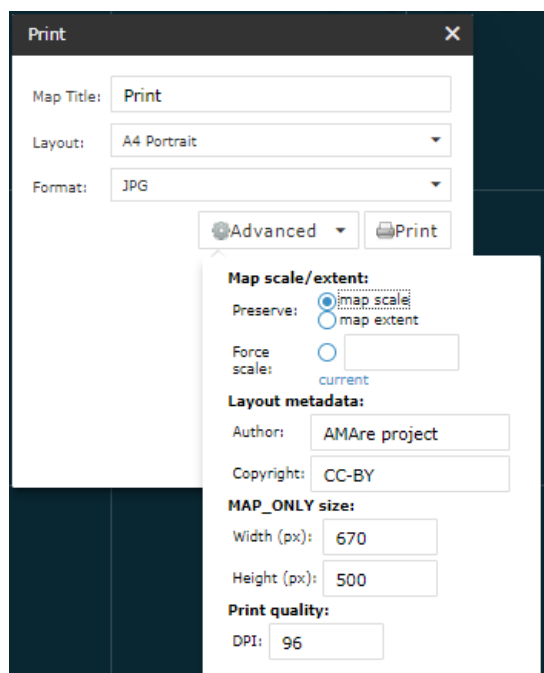 Print
Map Title: Print
Layout: A4 Portrait
Format: JPG
Advanced Print
Map scale/extent:
Preserve: map scale
map extent
Force scale:
current
Layout metadata:
Author: AMAre project
Copyright: CC-BY
MAP_ONLY size:
Width (px): 670
Height (px): 500
Print quality:
DPI: 96